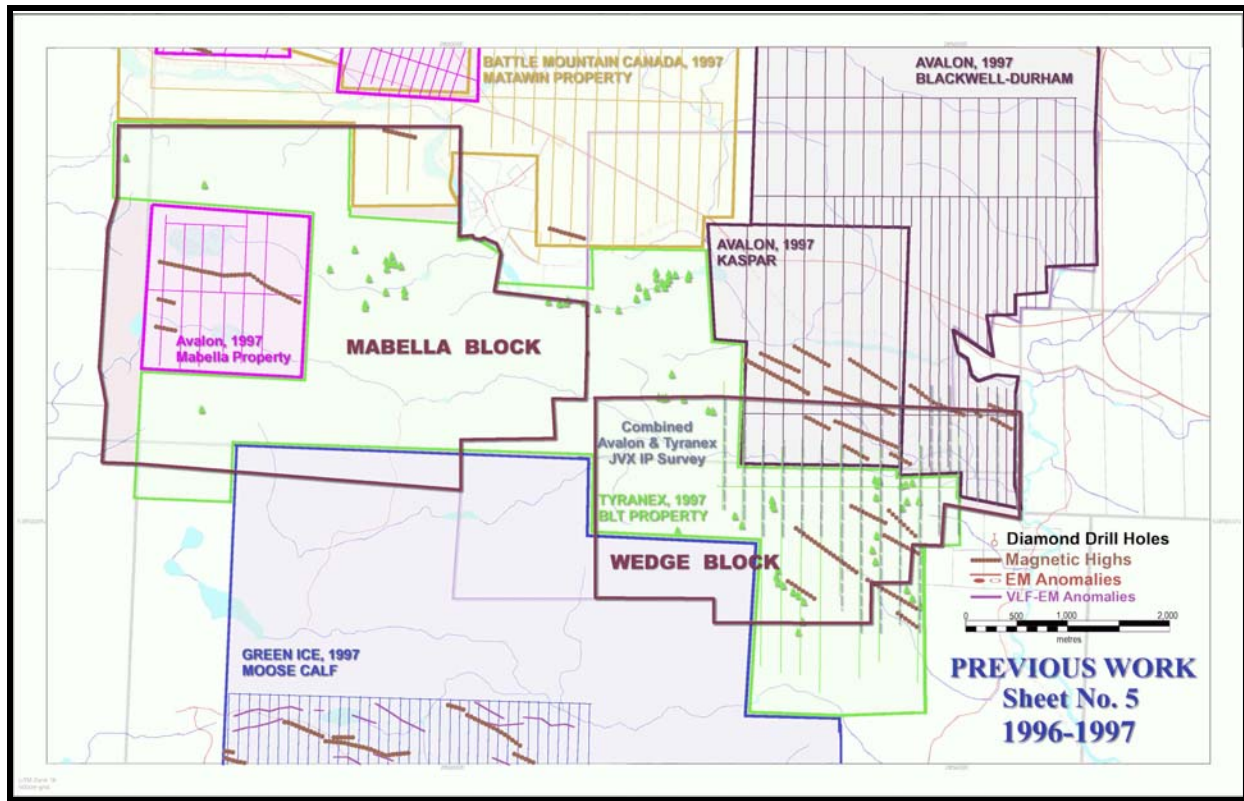 BATTLE MOUNTAIN CANADA, 1997
MATAWIN PROPERTY
AVALON, 1997
BLACKWELL-DURHAM
AVALON, 1997
KASPAR
Avalon, 1997
Mabella Property
MABELLA BLOCK
Combined
Avalon & Tyranex
JVX IP Survey
TYRANEX, 1997
BLT PROPERTY
WEDGE BLOCK
GREEN ICE, 1997
MOOSE CALF
Diamond Drill Holes
Magnetic Highs
EM Anomalies
VLF-EM Anomalies
0 500 1,000 2,000
metres
PREVIOUS WORK
Sheet No. 5
1996-1997